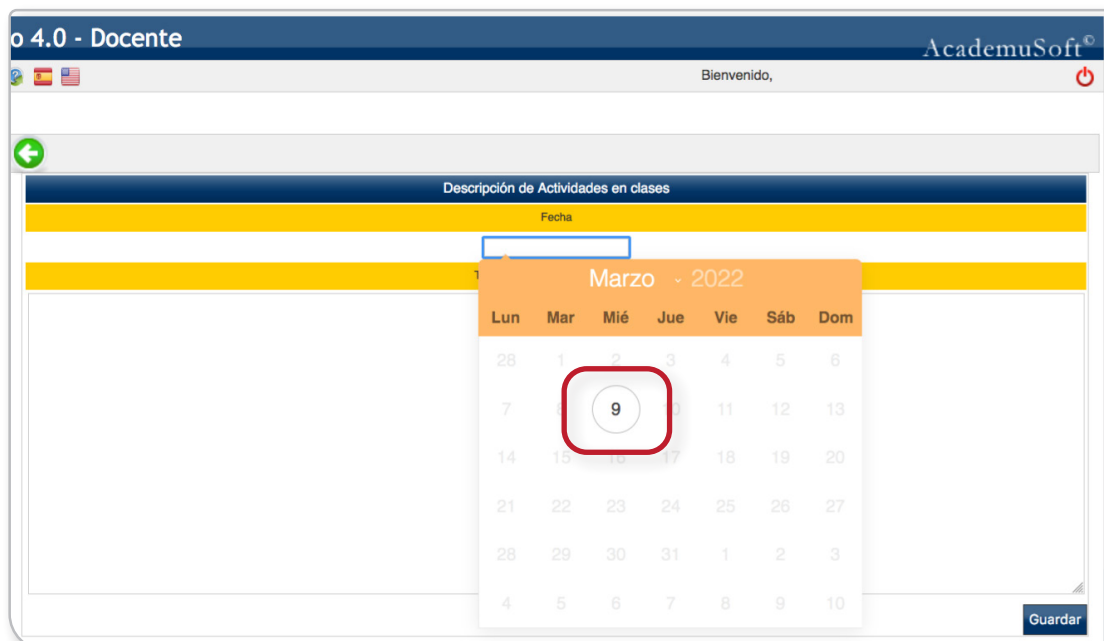 o 4.0 - Docente
AcademuSoft©
Bienvenido,
Descripción de Actividades en clases
Fecha
T
Marzo 2022
Lun Mar Mié Jue Vie Sáb Dom
28 1 2 3 4 5 6
7 8 9 10 11 12 13
14 15 16 17 18 19 20
21 22 23 24 25 26 27
28 29 30 31 1 2 3
4 5 6 7 8 9 10
Guardar